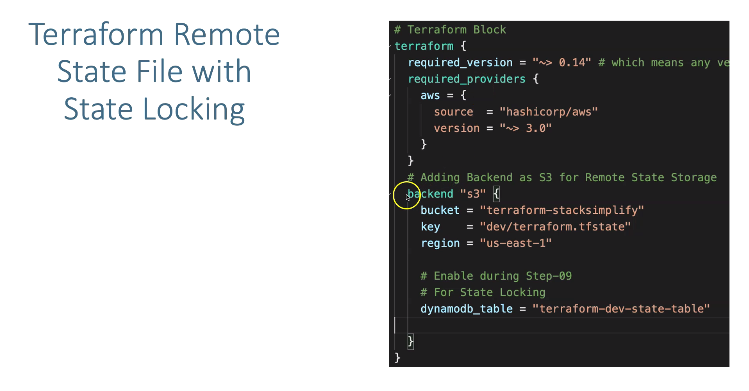 Terraform Remote
State File with
State Locking
# Terraform Block
terraform {
required_version = "~> 0.14" # which means any ve
required_providers {
aws = {
source = "hashicorp/aws"
version = "~> 3.0"
}
}
# Adding Backend as S3 for Remote State Storage
backend "s3" {
bucket = "terraform-stacksimplify"
key = "dev/terraform.tfstate"
region = "us-east-1"
# Enable during Step-09
# For State Locking
dynamodb_table = "terraform-dev-state-table"
}
}